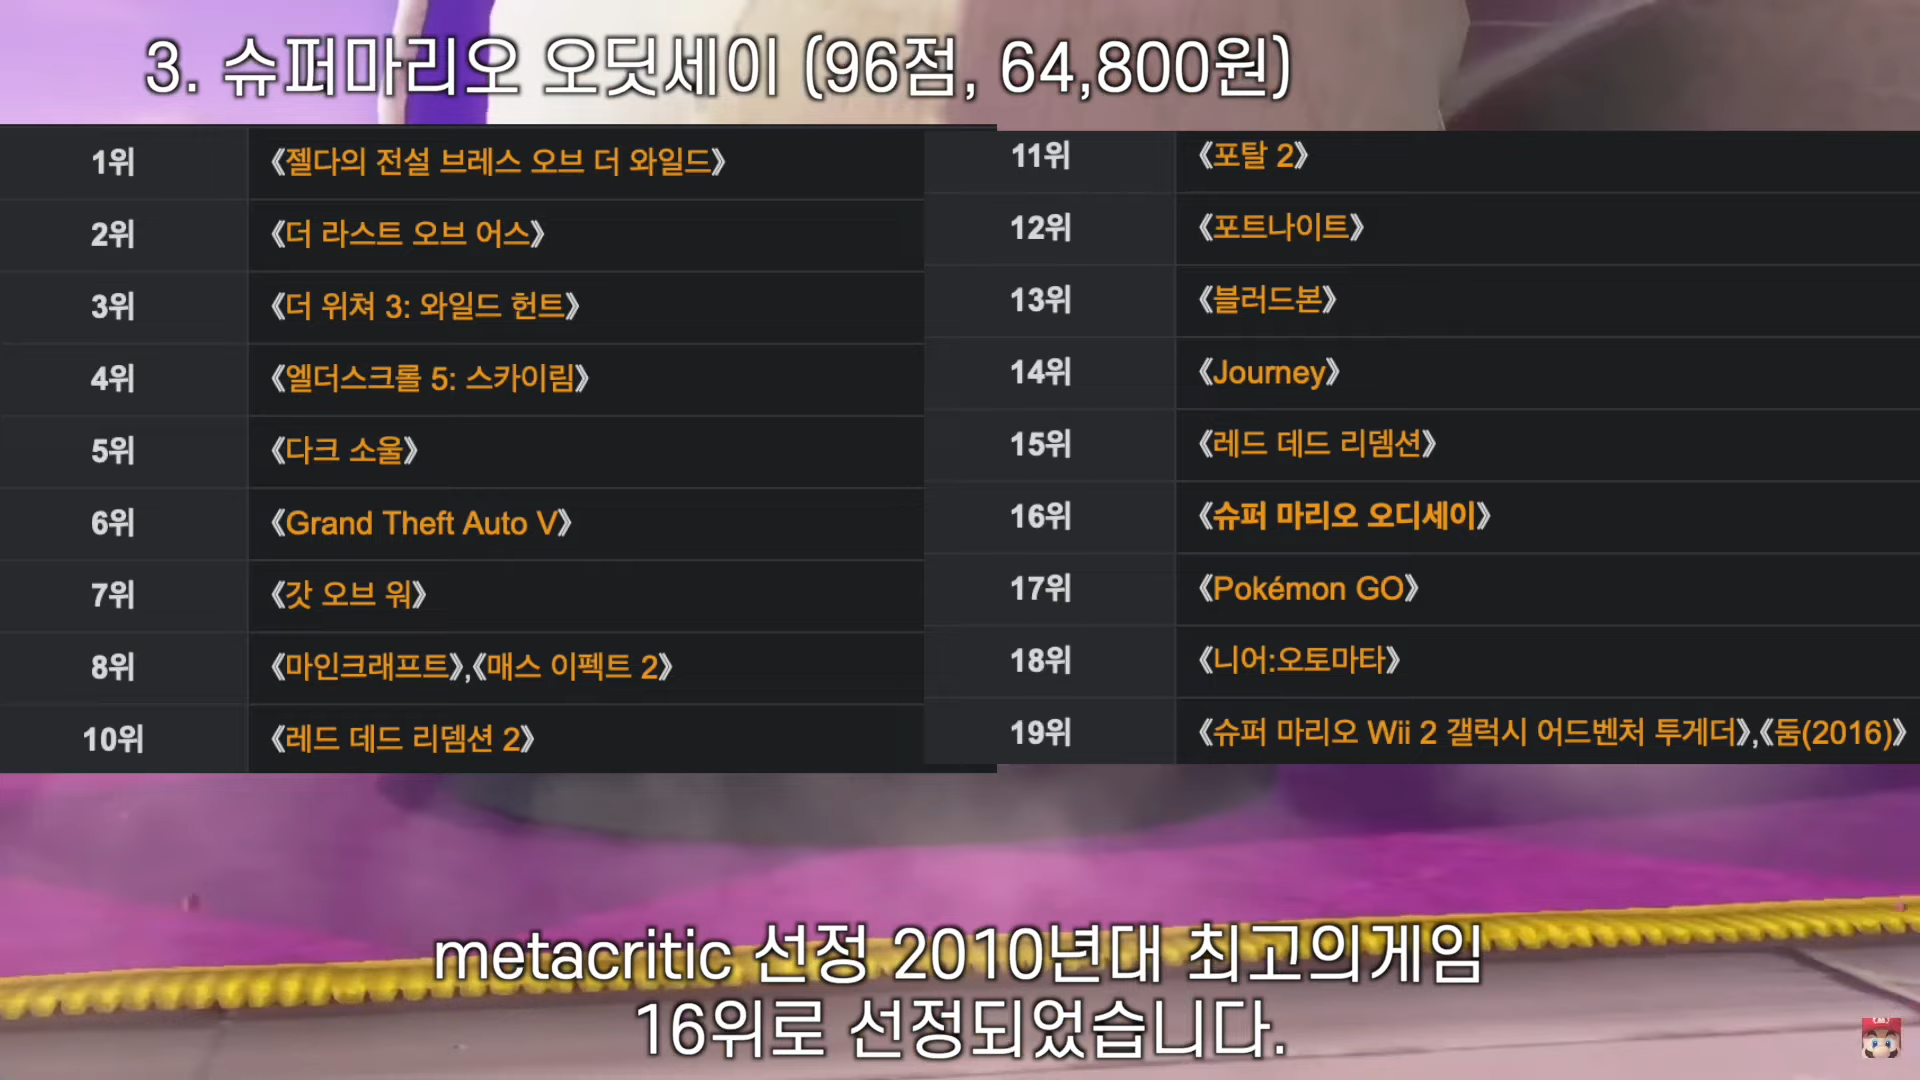 3. 슈퍼마리오 오딧세이 (96점, 64,800원)
1위 《젤다의 전설 브레스 오브 더 와일드》
2위 《더 라스트 오브 어스》
3위 《더 위쳐 3: 와일드 헌트》
4위 《엘더스크롤 5: 스카이림》
5위 《다크 소울》
6위 《Grand Theft Auto V》
7위 《갓 오브 워》
8위 《마인크래프트》,《매스 이펙트 2》
10위 《레드 데드 리뎀션 2》
11위 《포탈 2》
12위 《포트나이트》
13위 《블러드본》
14위 《Journey》
15위 《레드 데드 리뎀션》
16위 《슈퍼 마리오 오디세이》
17위 《Pokémon GO》
18위 《니어:오토마타》
19위 《슈퍼 마리오 Wii 2 갤럭시 어드벤처 투게더》,《둠(2016)》
metacritic 선정 2010년대 최고의게임
16위로 선정되었습니다.